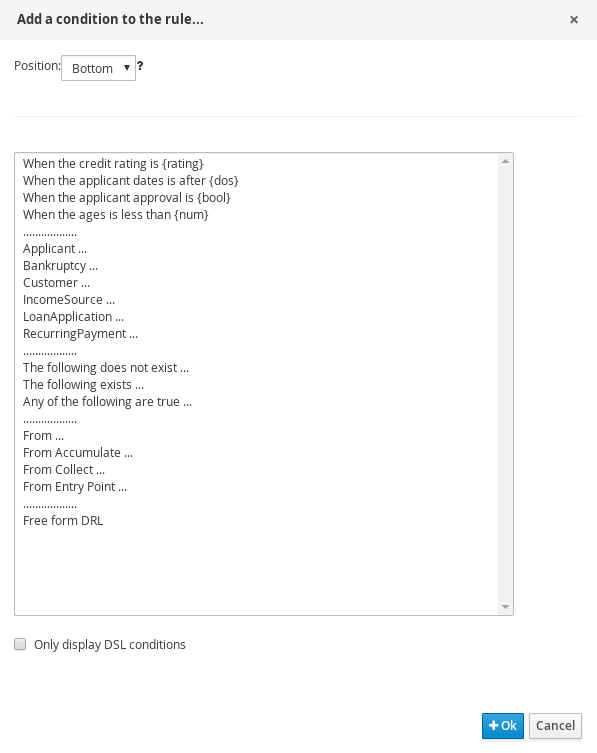 Add a condition to the rule...
×
Position: Bottom ?
When the credit rating is {rating}
When the applicant dates is after {dos}
When the applicant approval is {bool}
When the ages is less than {num}
..................
Applicant ...
Bankruptcy ...
Customer ...
IncomeSource ...
LoanApplication ...
RecurringPayment ...
..................
The following does not exist ...
The following exists ...
Any of the following are true ...
..................
From ...
From Accumulate ...
From Collect ...
From Entry Point ...
..................
Free form DRL
Only display DSL conditions
+ Ok Cancel